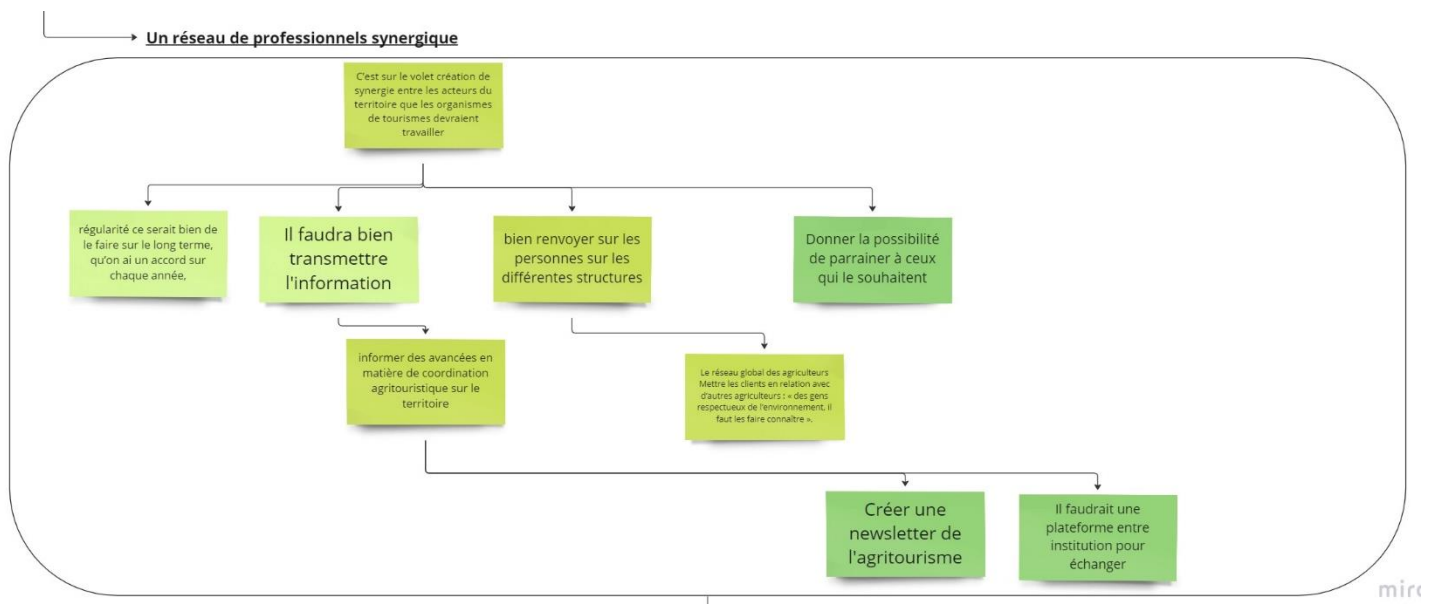 Un réseau de professionnels synergique
C'est sur le volet création de
synergie entre les acteurs du
territoire que les organismes
de tourismes devraient
travailler
régularité ce serait bien de
le faire sur le long terme,
qu'on ai un accord sur
chaque année,
Il faudra bien
transmettre
l'information
bien renvoyer sur les
personnes sur les
différentes structures
Donner la possibilité
de parrainer à ceux
qui le souhaitent
informer des avancées en
matière de coordination
agritouristique sur le
territoire
Le réseau global des agriculteurs
Mettre les clients en relation avec
d'autres agriculteurs : « des gens
respectueux de l'environnement, il
faut les faire connaître ».
Créer une
newsletter de
l'agritourisme
Il faudrait une
plateforme entre
institution pour
échanger
miro